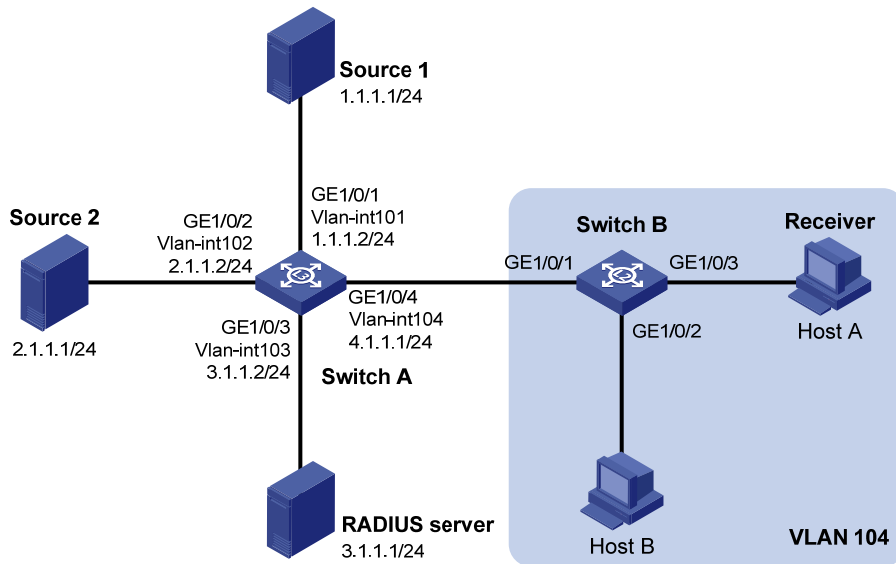 Source 1
1.1.1.1/24
GE1/0/1
Vlan-int101
1.1.1.2/24
Source 2
2.1.1.1/24
GE1/0/2
Vlan-int102
2.1.1.2/24
L3
GE1/0/4
Vlan-int104
4.1.1.1/24
GE1/0/3
Vlan-int103
3.1.1.2/24
Switch A
RADIUS server
3.1.1.1/24
Switch B
GE1/0/1
L2
GE1/0/3
GE1/0/2
Receiver
Host A
Host B
VLAN 104